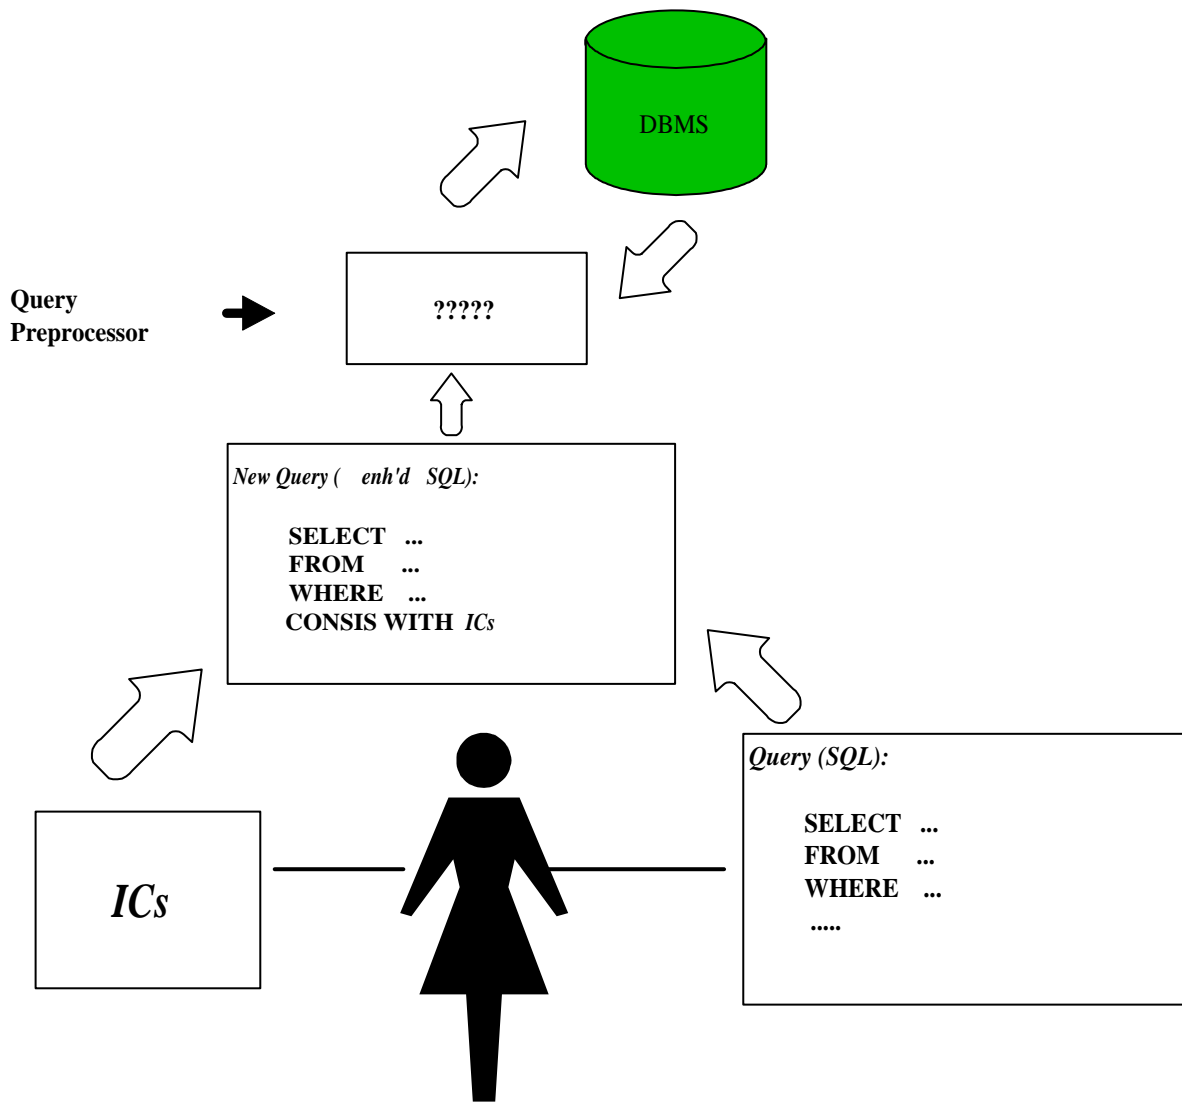 DBMS
Query
Preprocessor
?????
New Query ( enh'd SQL):
SELECT ...
FROM ...
WHERE ...
CONSIS WITH ICs
Query (SQL):
SELECT ...
FROM ...
WHERE ...
.....
ICs